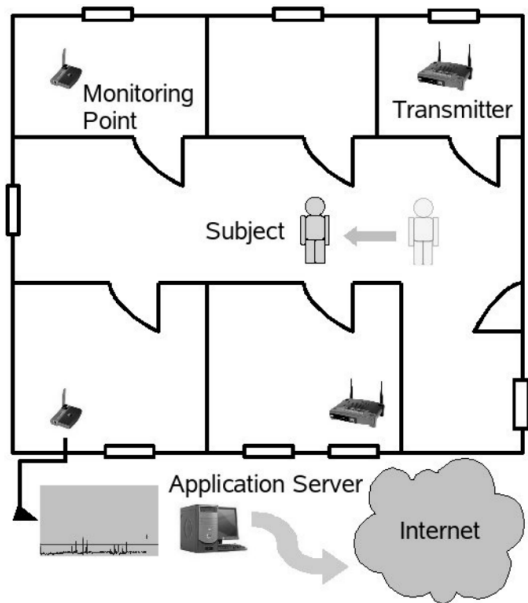 Monitoring
Point
Transmitter
Subject
Application Server
Internet